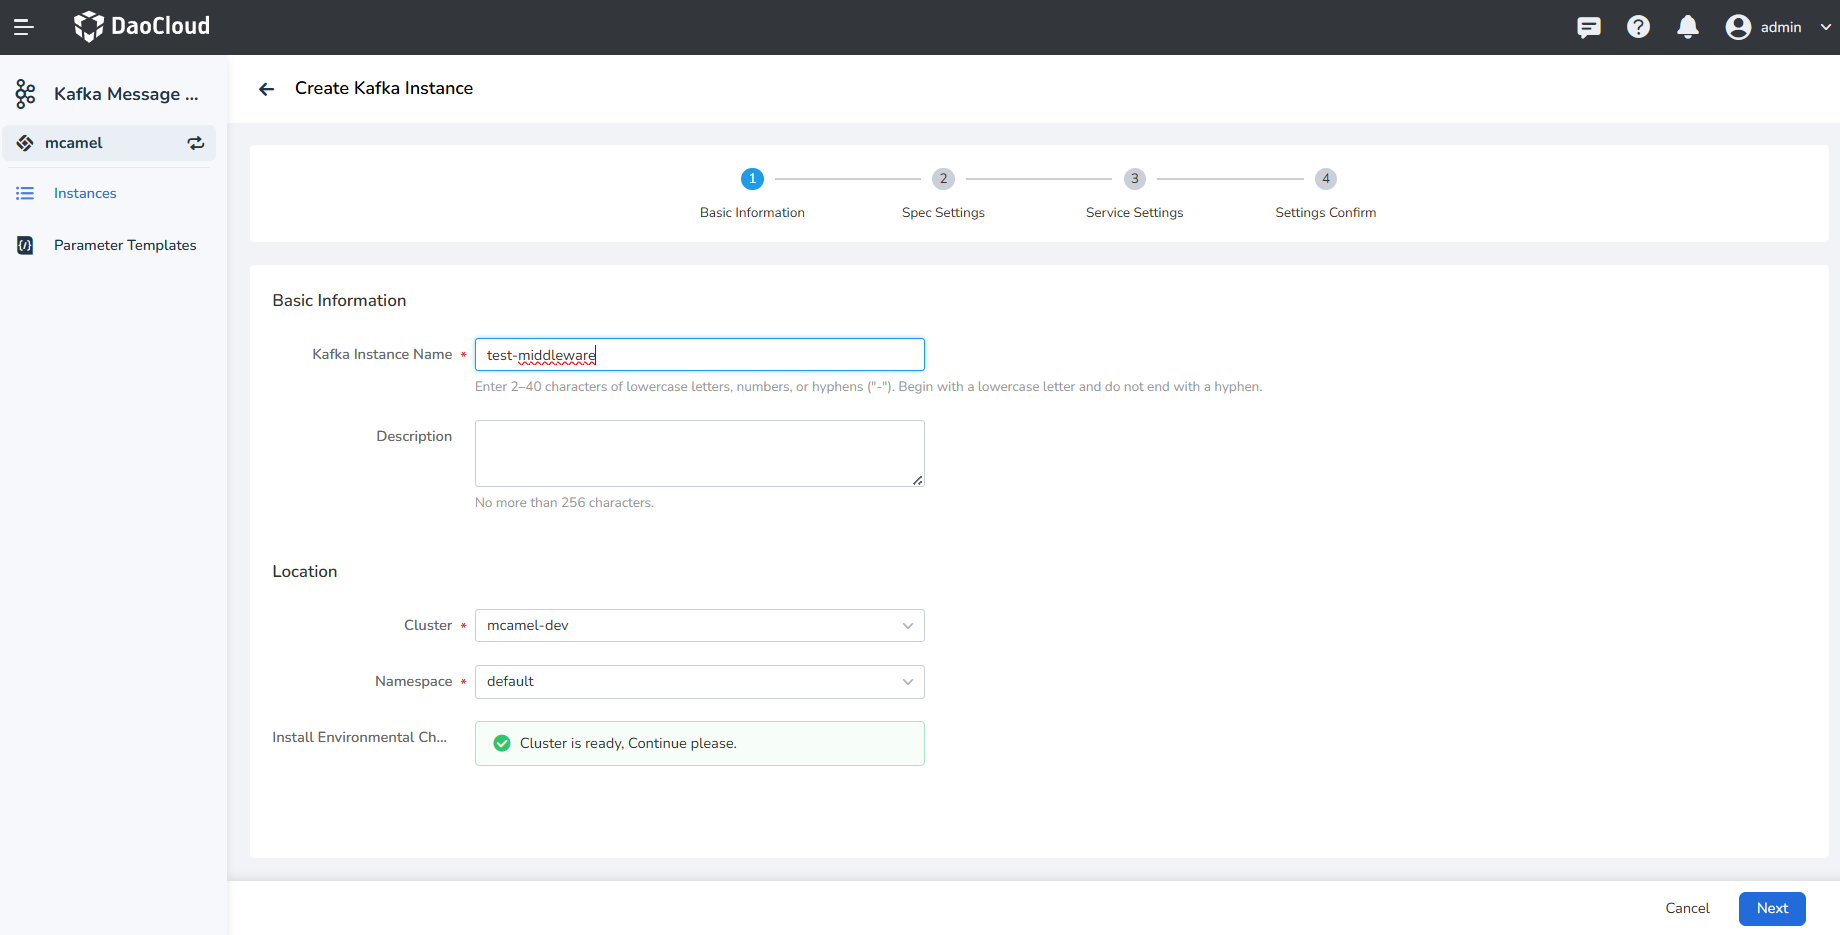 DaoCloud
admin
Kafka Message ...
mcamel
Instances
Parameter Templates
Create Kafka Instance
1
2
3
4
Basic Information
Spec Settings
Service Settings
Settings Confirm
Basic Information
Kafka Instance Name *
test-middleware
Enter 2–40 characters of lowercase letters, numbers, or hyphens ("-"). Begin with a lowercase letter and do not end with a hyphen.
Description
No more than 256 characters.
Location
Cluster *
mcamel-dev
Namespace *
default
Install Environmental Ch...
Cluster is ready, Continue please.
Cancel
Next